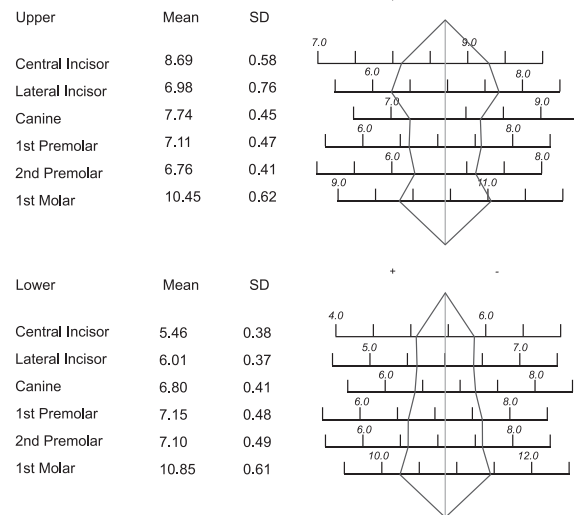 Upper Mean SD
7.0 9.0
Central Incisor 8.69 0.58
6.0 8.0
Lateral Incisor 6.98 0.76
7.0 9.0
Canine 7.74 0.45
6.0 8.0
1st Premolar 7.11 0.47
6.0 8.0
2nd Premolar 6.76 0.41
9.0 11.0
1st Molar 10.45 0.62
+ -
Lower Mean SD
4.0 6.0
Central Incisor 5.46 0.38
5.0 7.0
Lateral Incisor 6.01 0.37
6.0 8.0
Canine 6.80 0.41
6.0 8.0
1st Premolar 7.15 0.48
6.0 8.0
2nd Premolar 7.10 0.49
10.0 12.0
1st Molar 10.85 0.61